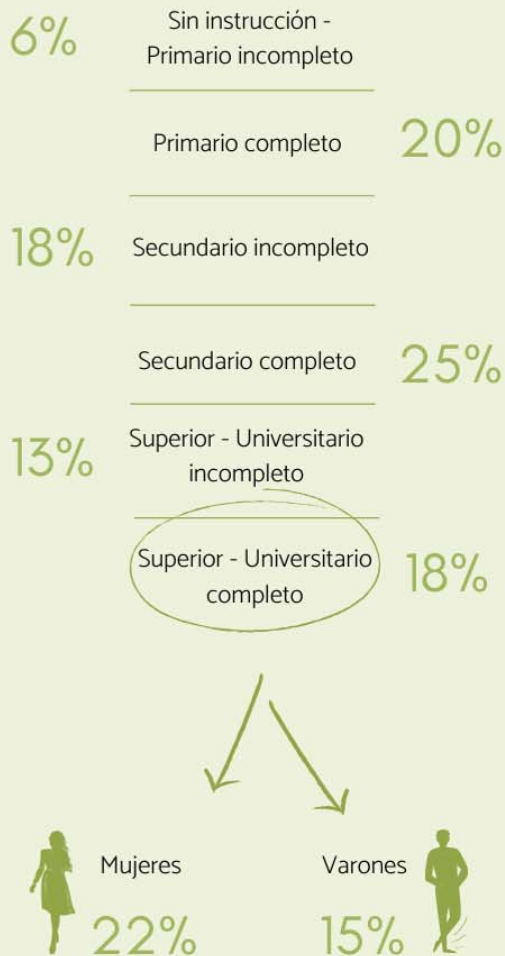 6%
Sin instrucción -
Primario incompleto
Primario completo
20%
18%
Secundario incompleto
Secundario completo
25%
13%
Superior - Universitario
incompleto
Superior - Universitario
completo
18%
Mujeres
22%
Varones
15%